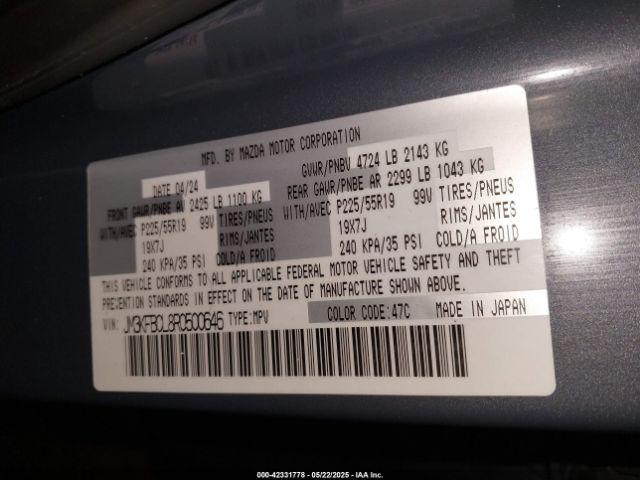 MFD. BY MAZDA MOTOR CORPORATION
DATE 04/24 GVWR/PNBV 4724 LB 2143 KG
FRONT GAWR/PNBE AV 2425 LB 1100 KG REAR GAWR/PNBE AR 2299 LB 1043 KG
WITH/AVEC P225/55R19 99V TIRES/PNEUS WITH/AVEC P225/55R19 99V TIRES/PNEUS
19X7J RIMS/JANTES 19X7J RIMS/JANTES
240 KPA/35 PSI COLD/A FROID 240 KPA/35 PSI COLD/A FROID
THIS VEHICLE CONFORMS TO ALL APPLICABLE FEDERAL MOTOR VEHICLE SAFETY AND THEFT
PREVENTION STANDARDS IN EFFECT ON THE DATE OF MANUFACTURE SHOWN ABOVE.
JM3KFBCL8R0500646 TYPE:MPV COLOR CODE:47C MADE IN JAPAN
000-42331778 - 05/22/2025 - IAA Inc.